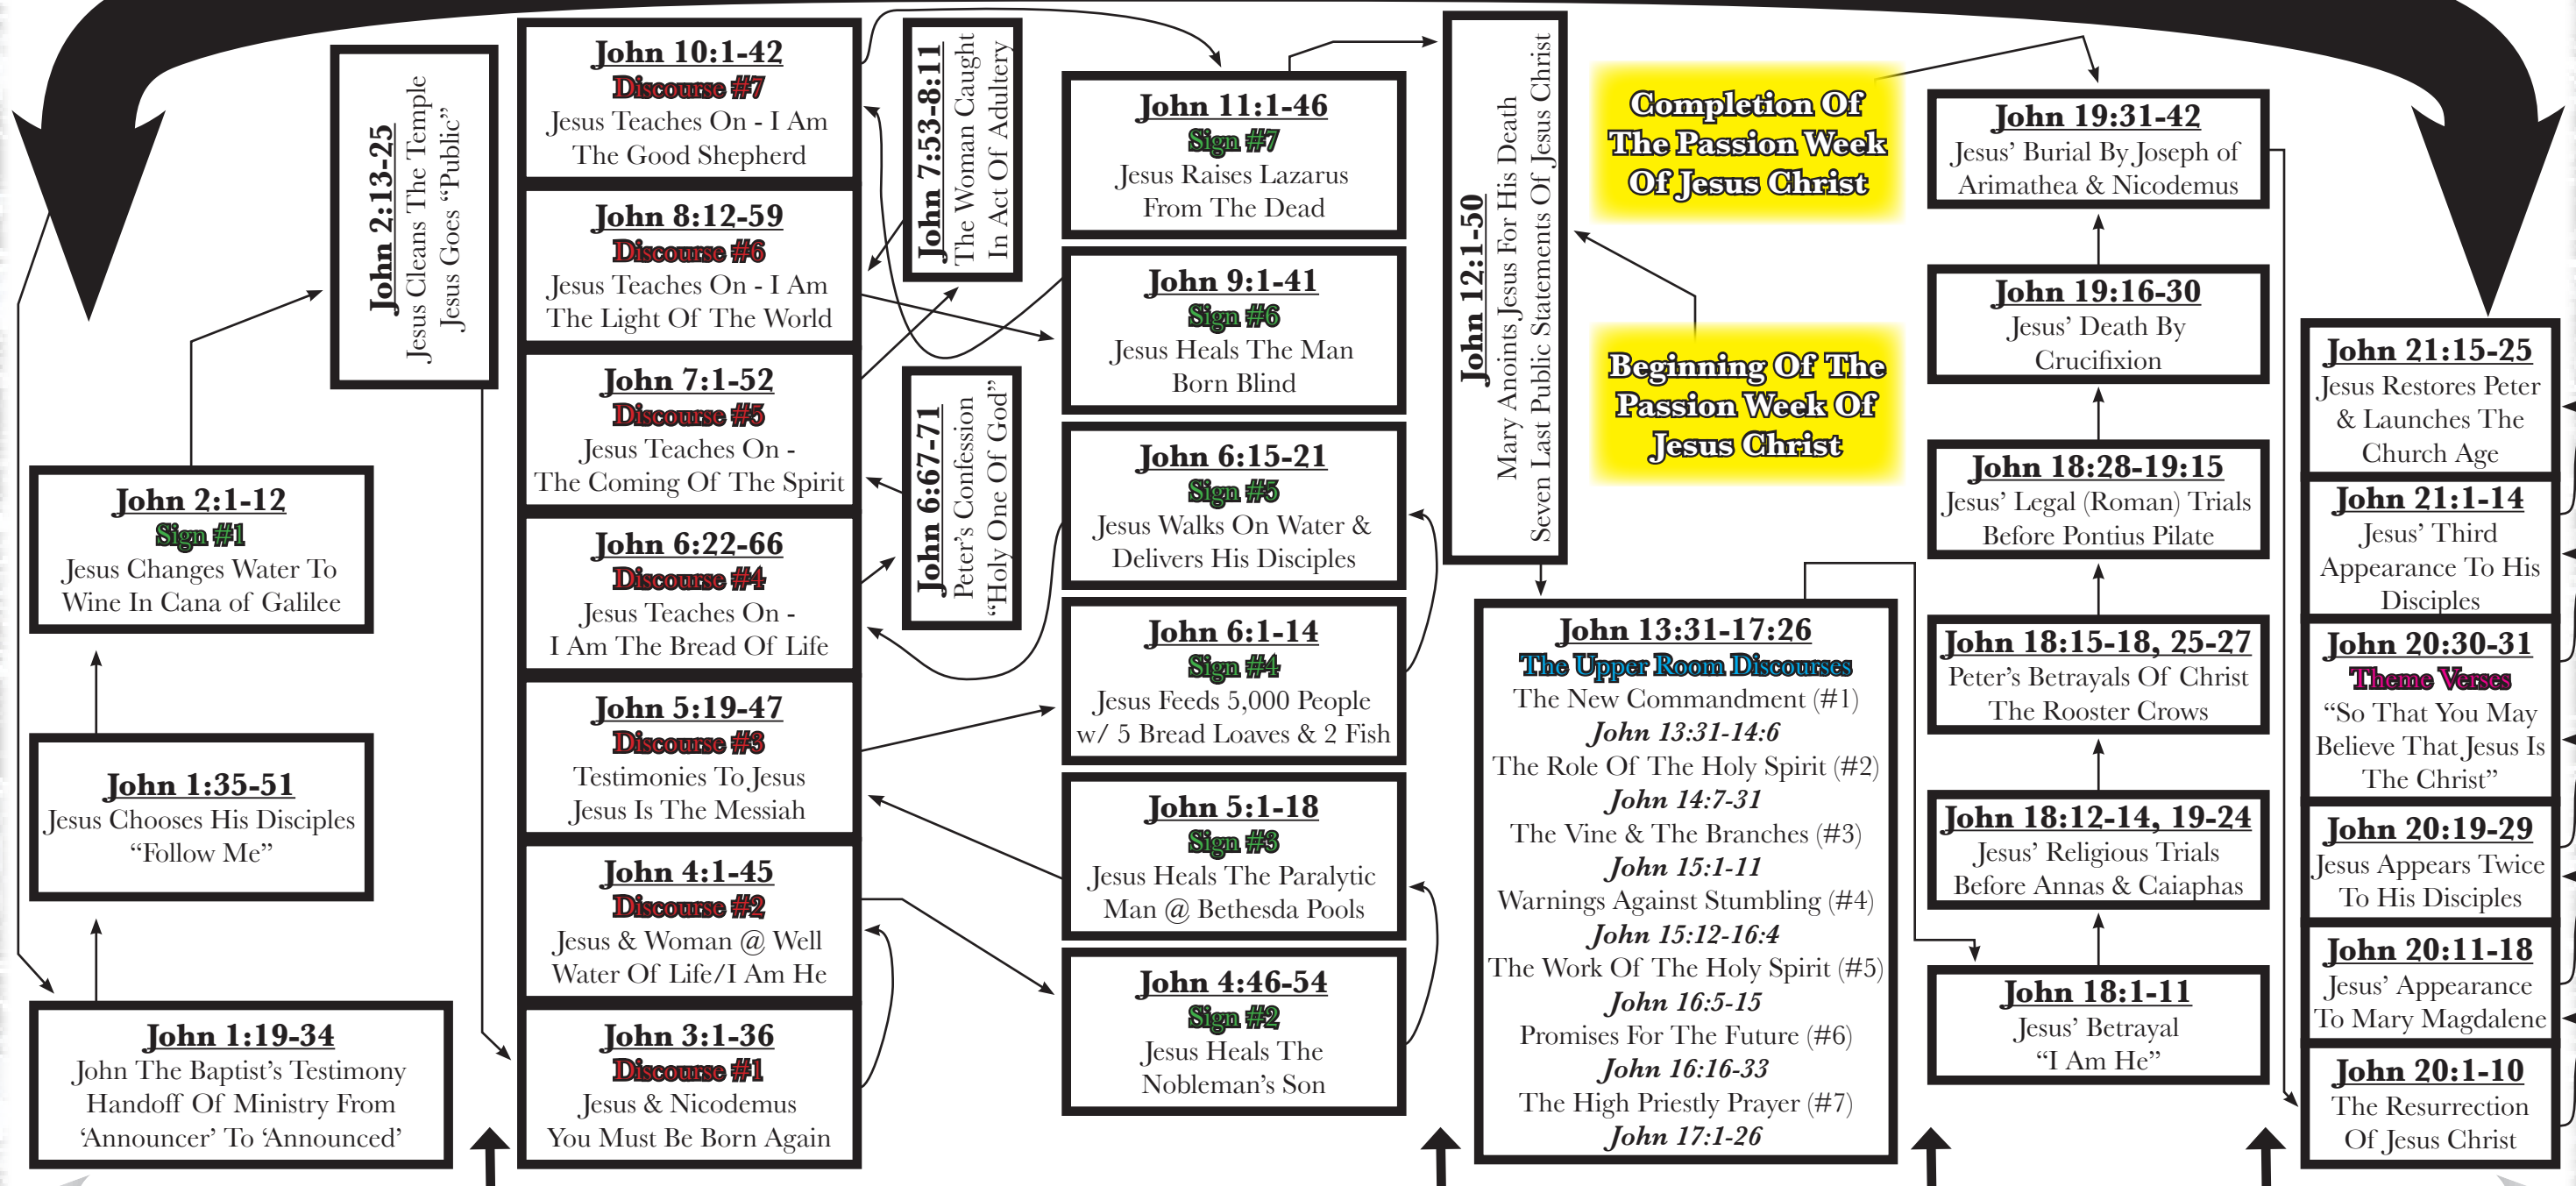 John 2:1-12
Sign #1
Jesus Changes Water To
Wine In Cana of Galilee
John 1:35-51
Jesus Chooses His Disciples
“Follow Me”
John 1:19-34
John The Baptist’s Testimony
Handoff Of Ministry From
‘Announcer’ To ‘Announced’
John 2:13-25
Jesus Cleans The Temple
Jesus Goes “Public”
John 10:1-42
Discourse #7
Jesus Teaches On - I Am
The Good Shepherd
John 8:12-59
Discourse #6
Jesus Teaches On - I Am
The Light Of The World
John 7:1-52
Discourse #5
Jesus Teaches On -
The Coming Of The Spirit
John 6:22-66
Discourse #4
Jesus Teaches On -
I Am The Bread Of Life
John 5:19-47
Discourse #3
Testimonies To Jesus
Jesus Is The Messiah
John 4:1-45
Discourse #2
Jesus & Woman @ Well
Water Of Life/I Am He
John 3:1-36
Discourse #1
Jesus & Nicodemus
You Must Be Born Again
John 7:53-8:11
The Woman Caught
In Act Of Adultery
John 6:67-71
Peter’s Confession
“Holy One Of God”
John 11:1-46
Sign #7
Jesus Raises Lazarus
From The Dead
John 9:1-41
Sign #6
Jesus Heals The Man
Born Blind
John 6:15-21
Sign #5
Jesus Walks On Water &
Delivers His Disciples
John 6:1-14
Sign #4
Jesus Feeds 5,000 People
w/ 5 Bread Loaves & 2 Fish
John 5:1-18
Sign #3
Jesus Heals The Paralytic
Man @ Bethesda Pools
John 4:46-54
Sign #2
Jesus Heals The
Nobleman’s Son
John 12:1-50
Mary Anoints Jesus For His Death
Seven Last Public Statements Of Jesus Christ
Completion Of
The Passion Week
Of Jesus Christ
Beginning Of The
Passion Week Of
Jesus Christ
John 13:31-17:26
The Upper Room Discourses
The New Commandment (#1)
John 13:31-14:6
The Role Of The Holy Spirit (#2)
John 14:7-31
The Vine & The Branches (#3)
John 15:1-11
Warnings Against Stumbling (#4)
John 15:12-16:4
The Work Of The Holy Spirit (#5)
John 16:5-15
Promises For The Future (#6)
John 16:16-33
The High Priestly Prayer (#7)
John 17:1-26
John 19:31-42
Jesus’ Burial By Joseph of
Arimathea & Nicodemus
John 19:16-30
Jesus’ Death By
Crucifixion
John 18:28-19:15
Jesus’ Legal (Roman) Trials
Before Pontius Pilate
John 18:15-18, 25-27
Peter’s Betrayals Of Christ
The Rooster Crows
John 18:12-14, 19-24
Jesus’ Religious Trials
Before Annas & Caiaphas
John 18:1-11
Jesus’ Betrayal
“I Am He”
John 21:15-25
Jesus Restores Peter
& Launches The
Church Age
John 21:1-14
Jesus’ Third
Appearance To His
Disciples
John 20:30-31
Theme Verses
“So That You May
Believe That Jesus Is
The Christ”
John 20:19-29
Jesus Appears Twice
To His Disciples
John 20:11-18
Jesus’ Appearance
To Mary Magdalene
John 20:1-10
The Resurrection
Of Jesus Christ